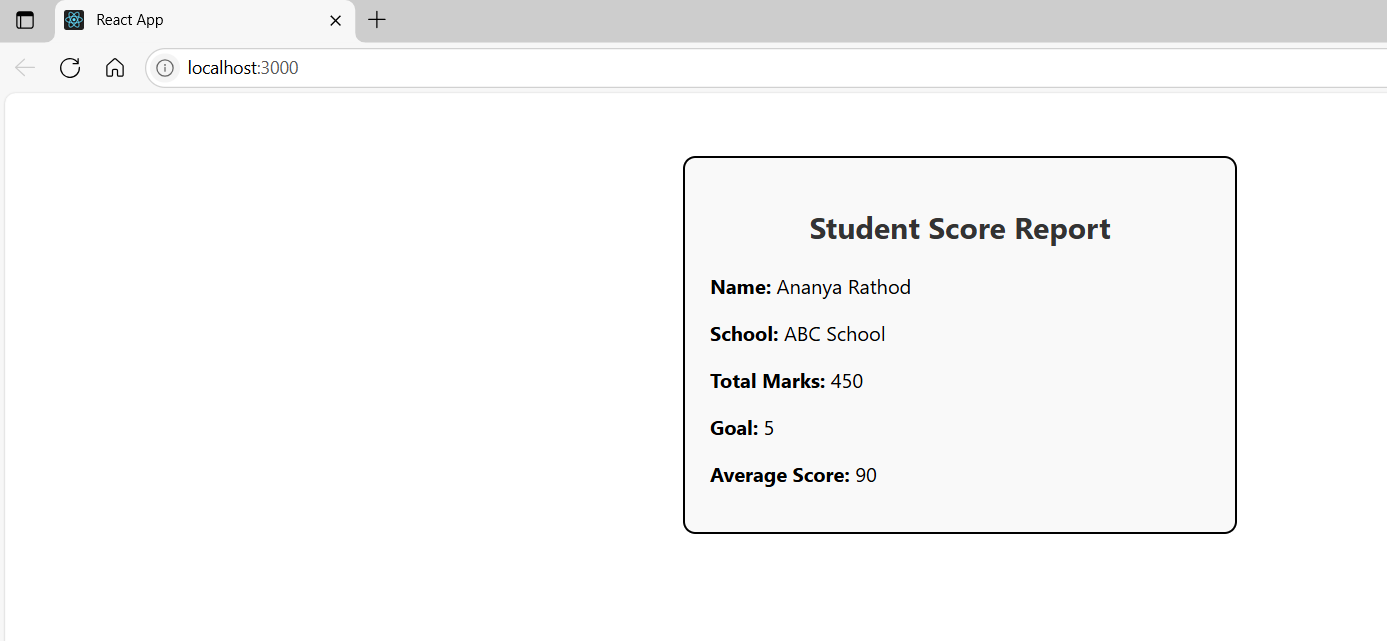 React App
localhost:3000
Student Score Report
Name: Ananya Rathod
School: ABC School
Total Marks: 450
Goal: 5
Average Score: 90